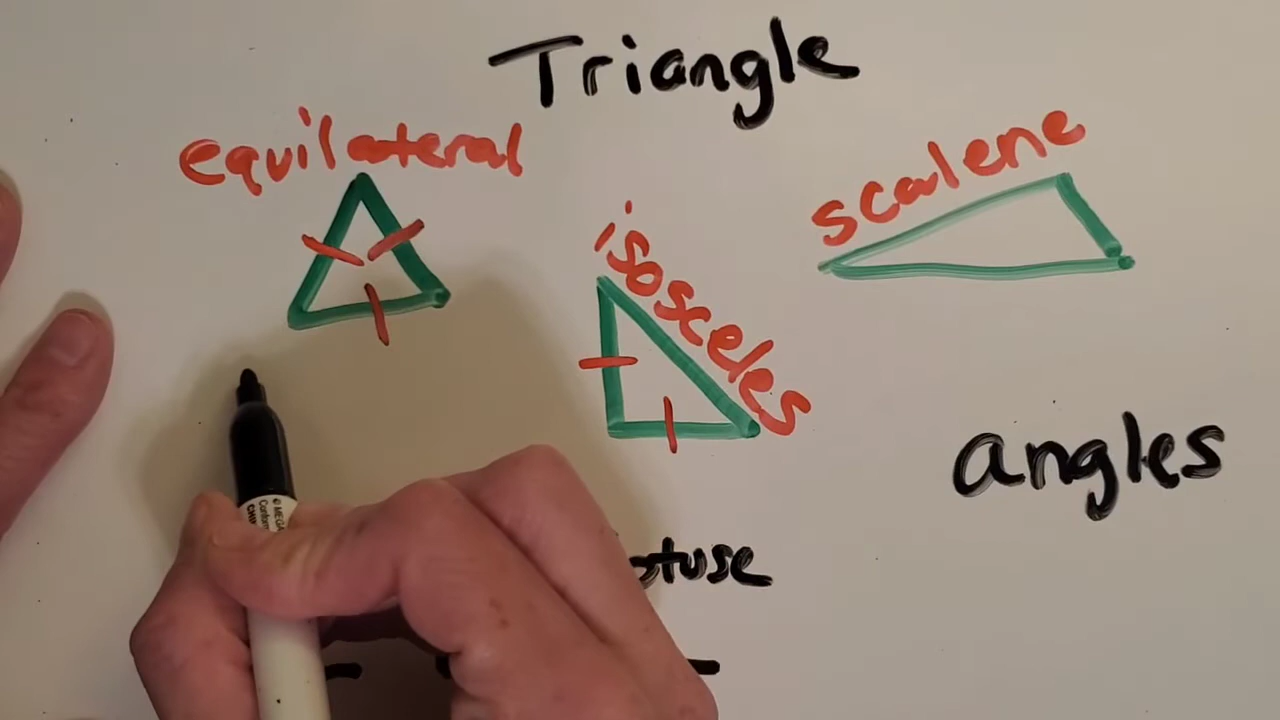 Triangle
equilateral
scalene
isosceles
angles